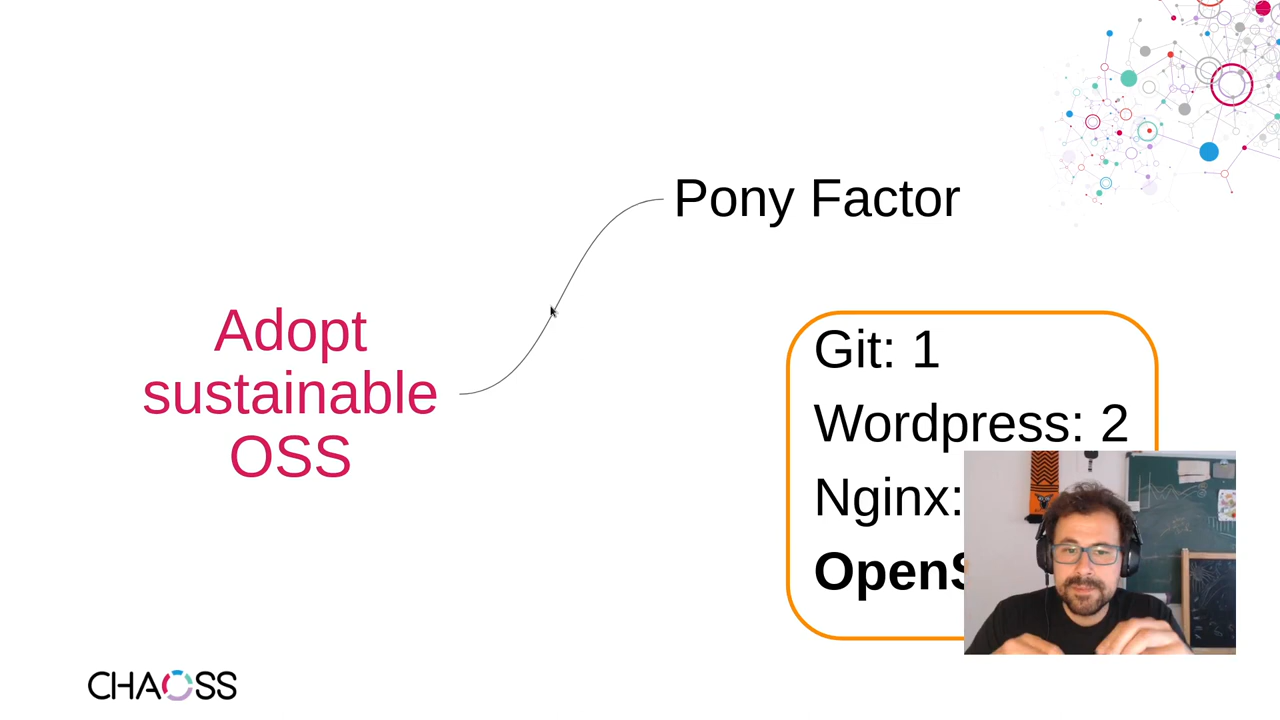 Pony Factor
Adopt
sustainable
OSS
Git: 1
Wordpress: 2
Nginx:
CHAOSS